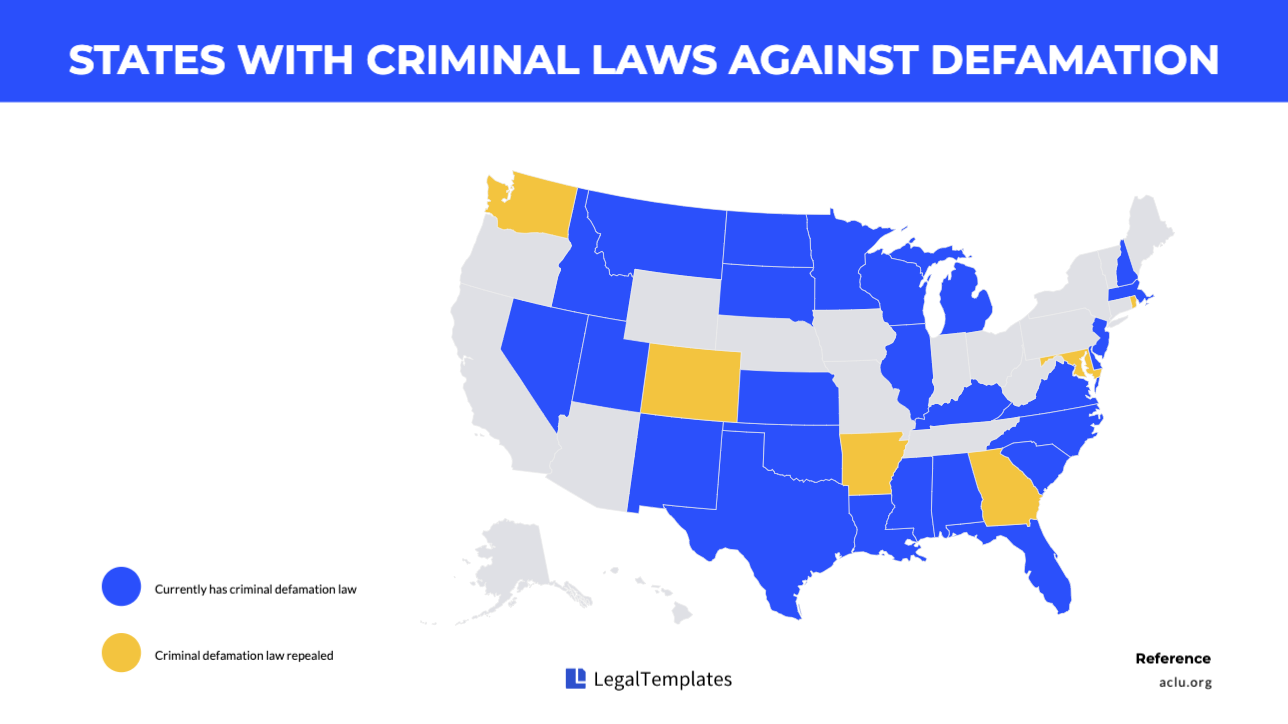 STATES WITH CRIMINAL LAWS AGAINST DEFAMATION
Currently has criminal defamation law
Criminal defamation law repealed
LegalTemplates
Reference
aclu.org